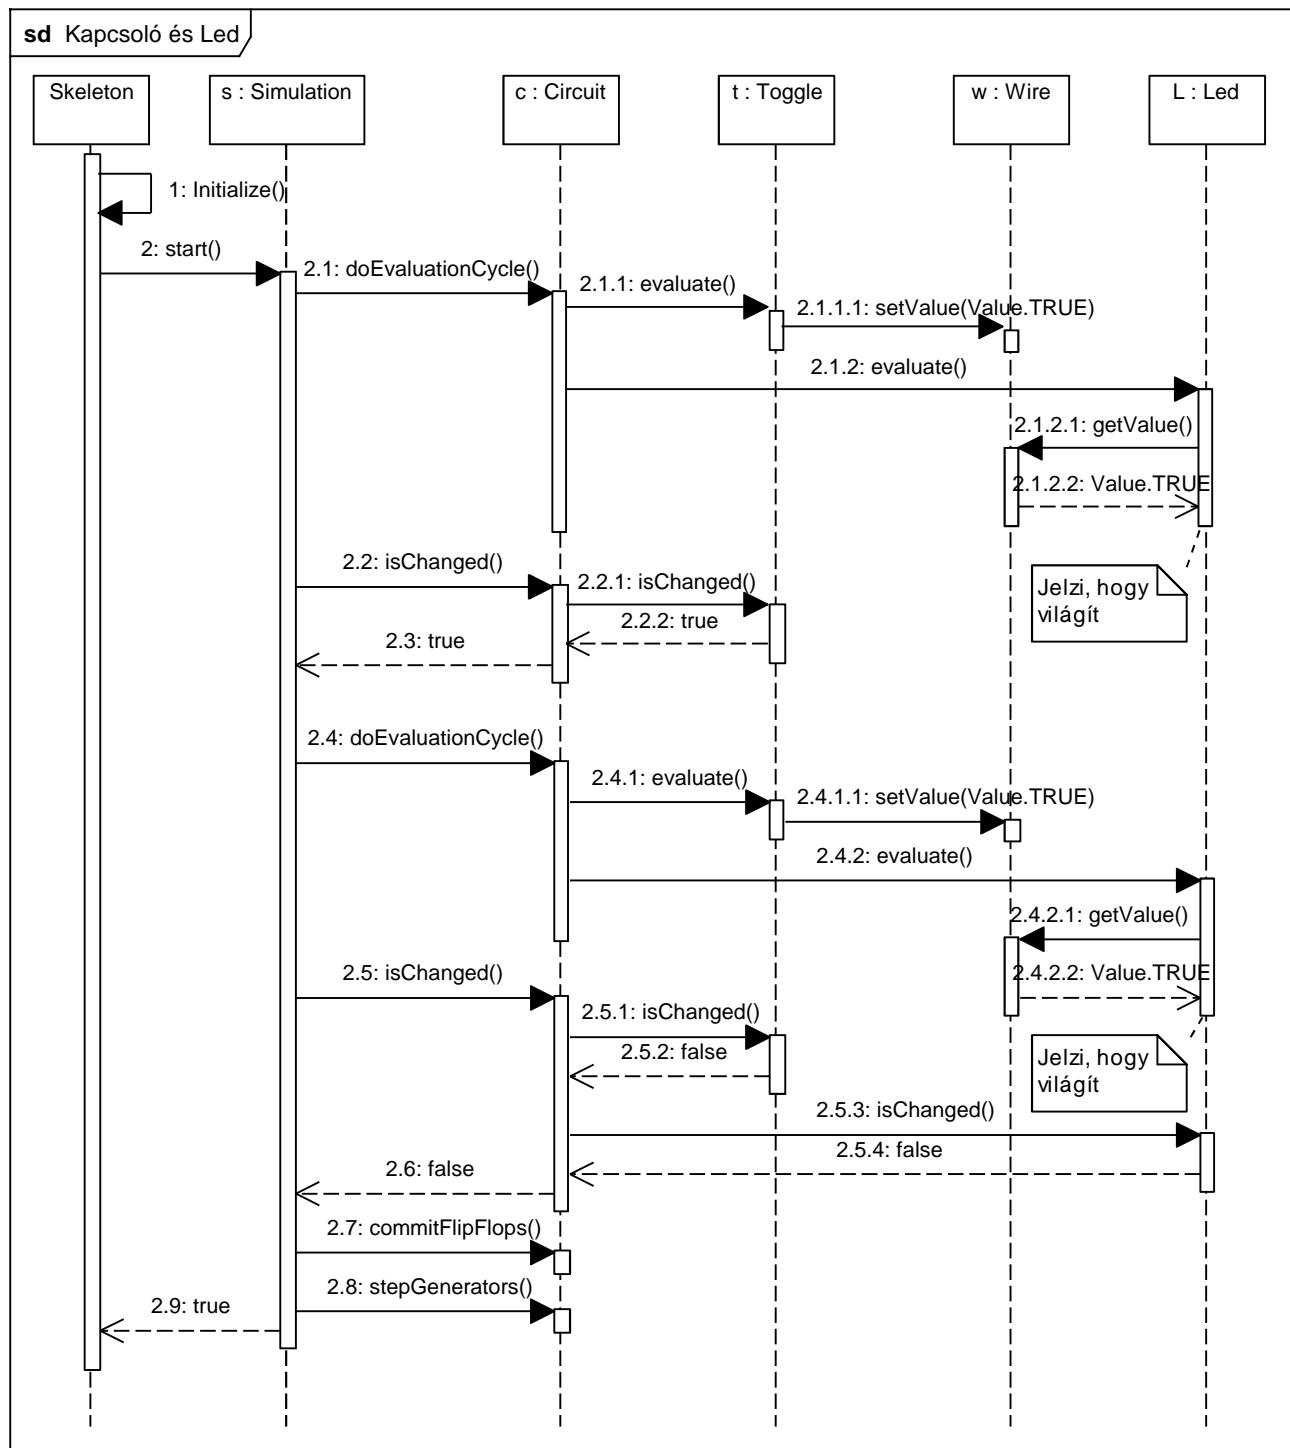 sd Kapcsoló és Led
Skeleton
s : Simulation
c : Circuit
t : Toggle
w : Wire
L : Led
1: Initialize()
2: start()
2.1: doEvaluationCycle()
2.1.1: evaluate()
2.1.1.1: setValue(Value.TRUE)
2.1.2: evaluate()
2.1.2.1: getValue()
2.1.2.2: Value.TRUE
Jelzi, hogy
világít
2.2: isChanged()
2.2.1: isChanged()
2.2.2: true
2.3: true
2.4: doEvaluationCycle()
2.4.1: evaluate()
2.4.1.1: setValue(Value.TRUE)
2.4.2: evaluate()
2.4.2.1: getValue()
2.4.2.2: Value.TRUE
Jelzi, hogy
világít
2.5: isChanged()
2.5.1: isChanged()
2.5.2: false
2.5.3: isChanged()
2.5.4: false
2.6: false
2.7: commitFlipFlops()
2.8: stepGenerators()
2.9: true